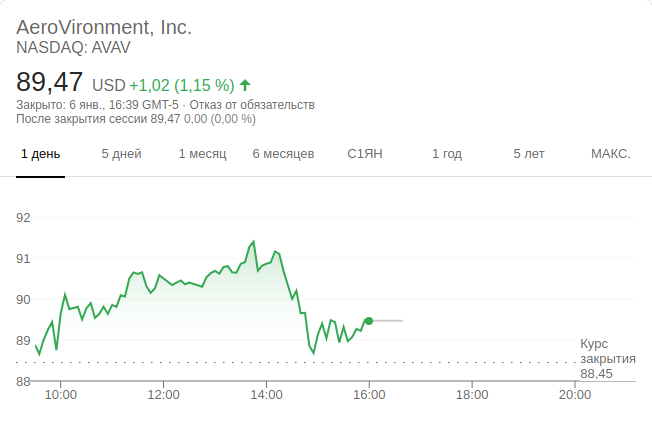 AeroVironment, Inc.
NASDAQ: AVAV
89,47 USD +1,02 (1,15 %)
Закрыто: 6 янв., 16:39 GMT-5 · Отказ от обязательств
После закрытия сессии 89,47 0,00 (0,00 %)
1 день 5 дней 1 месяц 6 месяцев С1ЯН 1 год 5 лет МАКС.
92
91
90
89
88
Курс
закрытия
88,45
10:00 12:00 14:00 16:00 18:00 20:00